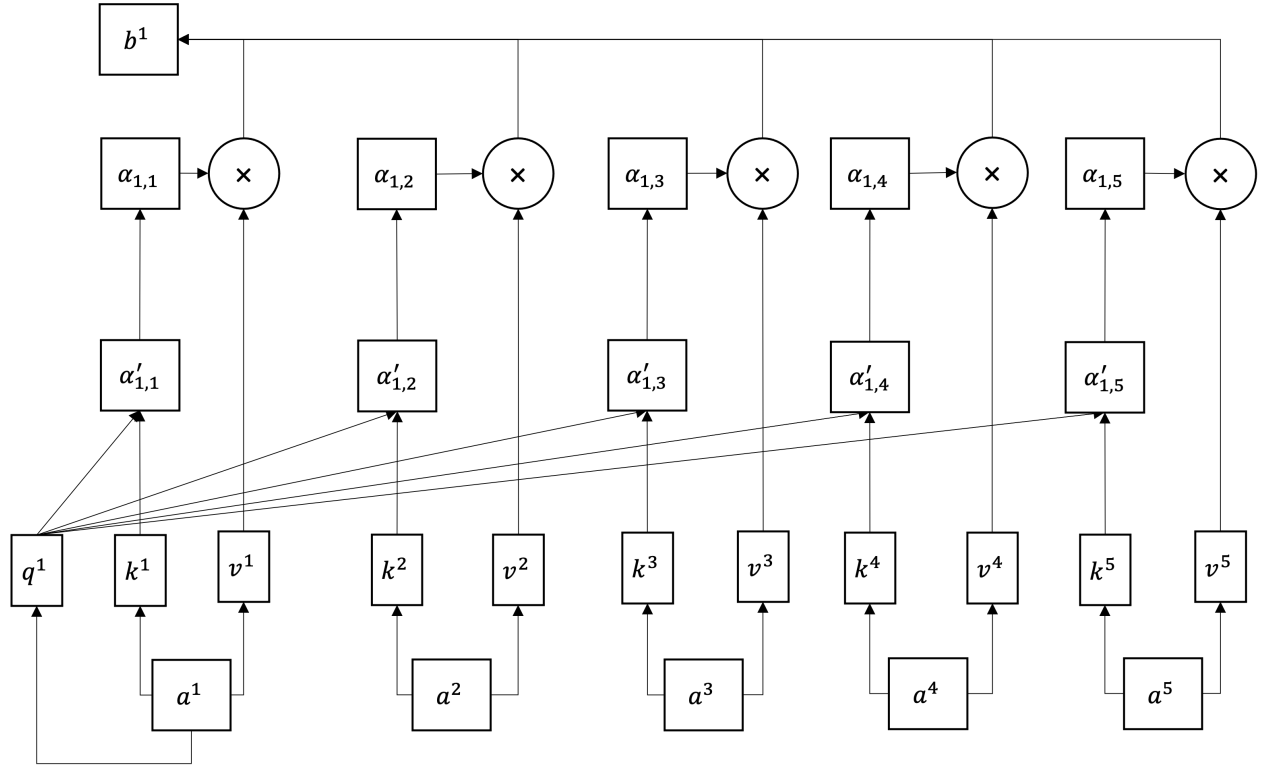 b¹
α₁,₁ × α₁,₂ × α₁,₃ × α₁,₄ × α₁,₅ ×
α′₁,₁ α′₁,₂ α′₁,₃ α′₁,₄ α′₁,₅
q¹ k¹ v¹ k² v² k³ v³ k⁴ v⁴ k⁵ v⁵
a¹ a² a³ a⁴ a⁵